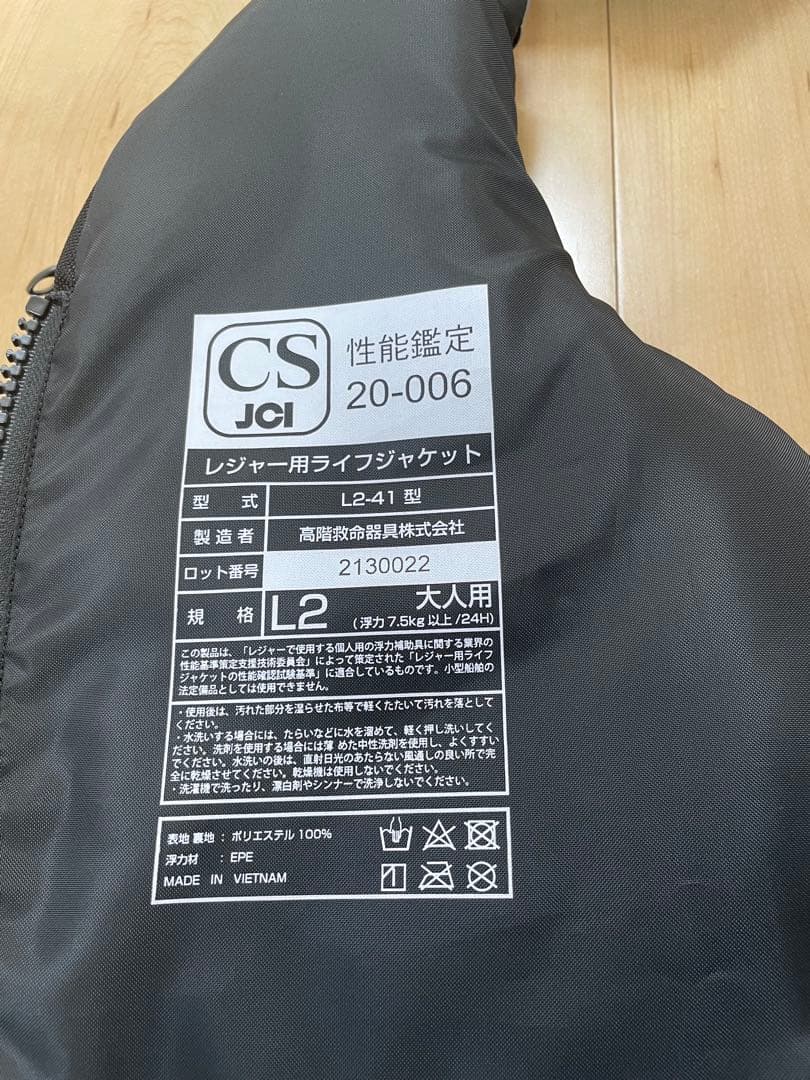 CS
JCI
性能鑑定
20-006
レジャー用ライフジャケット
型 式 L2-41 型
製造者 高階救命器具株式会社
ロット番号 2130022
規 格 L2 大人用
(浮力 7.5kg 以上 /24H)
この製品は、「レジャーで使用する個人用の浮力補助具に関する業界の
性能基準策定支援技術委員会」によって策定された「レジャー用ライフ
ジャケットの性能確認試験基準」に適合しているものです。小型船舶の
法定備品としては使用できません。
・使用後は、汚れた部分を湿らせた布等で軽くたたいて汚れを落として
ください。
・水洗いする場合には、たらいなどに水を溜めて、軽く押し洗いしてく
ださい。洗剤を使用する場合には薄 めた中性洗剤を使用し、よくすすい
でください。水洗いの後は、直射日光のあたらない風通しの良い所で完
全に乾燥させてください。乾燥機は使用しないでください。
・洗濯機で洗ったり、漂白剤やシンナーで洗浄しないでください。
表地 裏地 : ポリエステル 100%
浮力材 : EPE
MADE IN VIETNAM